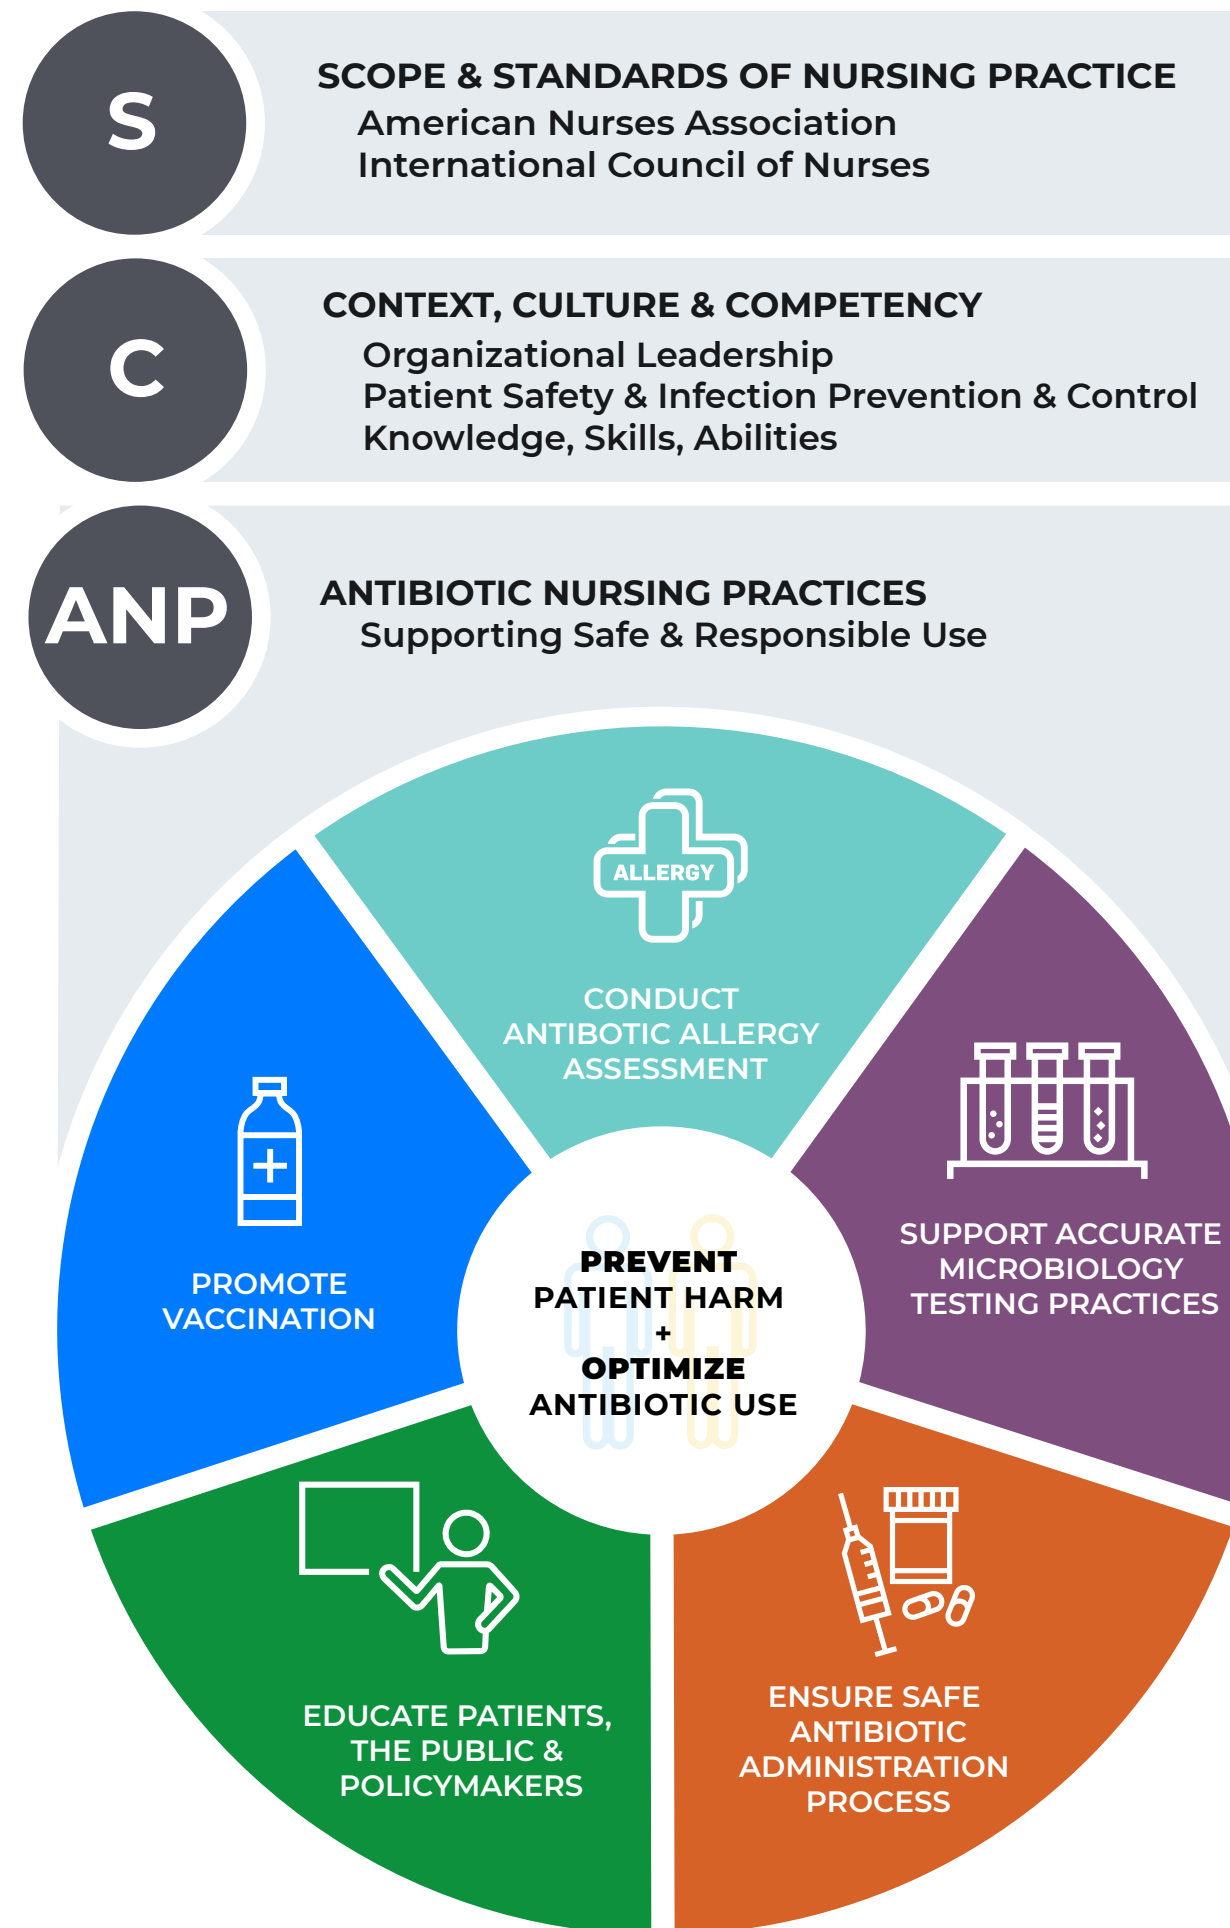 S
SCOPE & STANDARDS OF NURSING PRACTICE
American Nurses Association
International Council of Nurses
C
CONTEXT, CULTURE & COMPETENCY
Organizational Leadership
Patient Safety & Infection Prevention & Control
Knowledge, Skills, Abilities
ANP
ANTIBIOTIC NURSING PRACTICES
Supporting Safe & Responsible Use
ALLERGY
CONDUCT
ANTIBOTIC ALLERGY
ASSESSMENT
SUPPORT ACCURATE
MICROBIOLOGY
TESTING PRACTICES
PROMOTE
VACCINATION
PREVENT
PATIENT HARM
+
OPTIMIZE
ANTIBIOTIC USE
EDUCATE PATIENTS,
THE PUBLIC &
POLICYMAKERS
ENSURE SAFE
ANTIBIOTIC
ADMINISTRATION
PROCESS